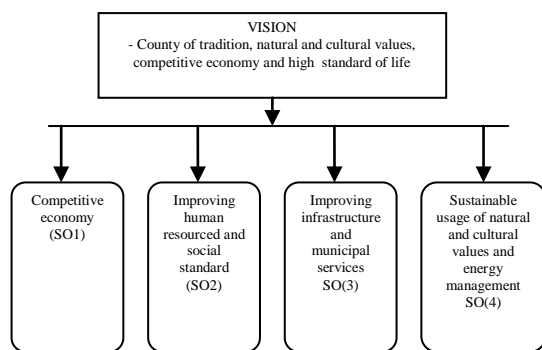 VISION
- County of tradition, natural and cultural values,
competitive economy and high standard of life
Competitive
economy
(SO1)
Improving
human
resourced and
social
standard
(SO2)
Improving
infrastructure
and
municipal
services
SO(3)
Sustainable
usage of natural
and cultural
values and
energy
management
SO(4)